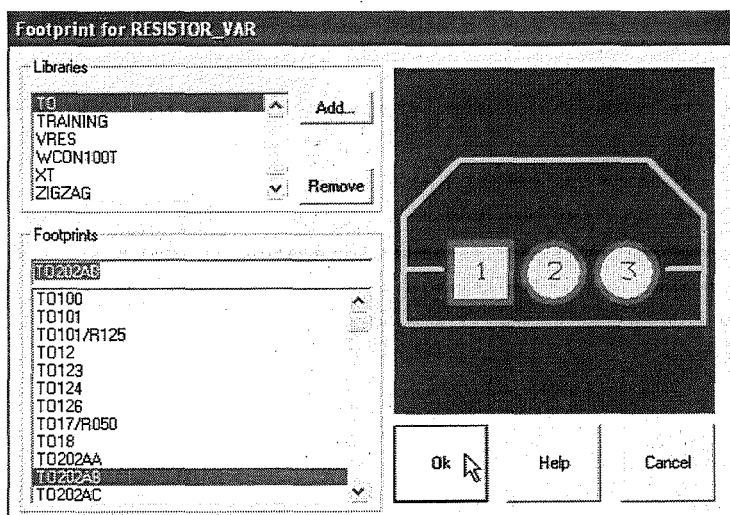 Footprint for RESISTOR_VAR
Libraries
TO
TRAINING
VRES
WCON100T
XT
ZIGZAG
Add...
Remove
Footprints
TO202AB
TO100
TO101
TO101/R125
TO12
TO123
TO124
TO126
TO17/R050
TO18
TO202AA
TO202AB
TO202AC
1 2 3
Ok
Help
Cancel